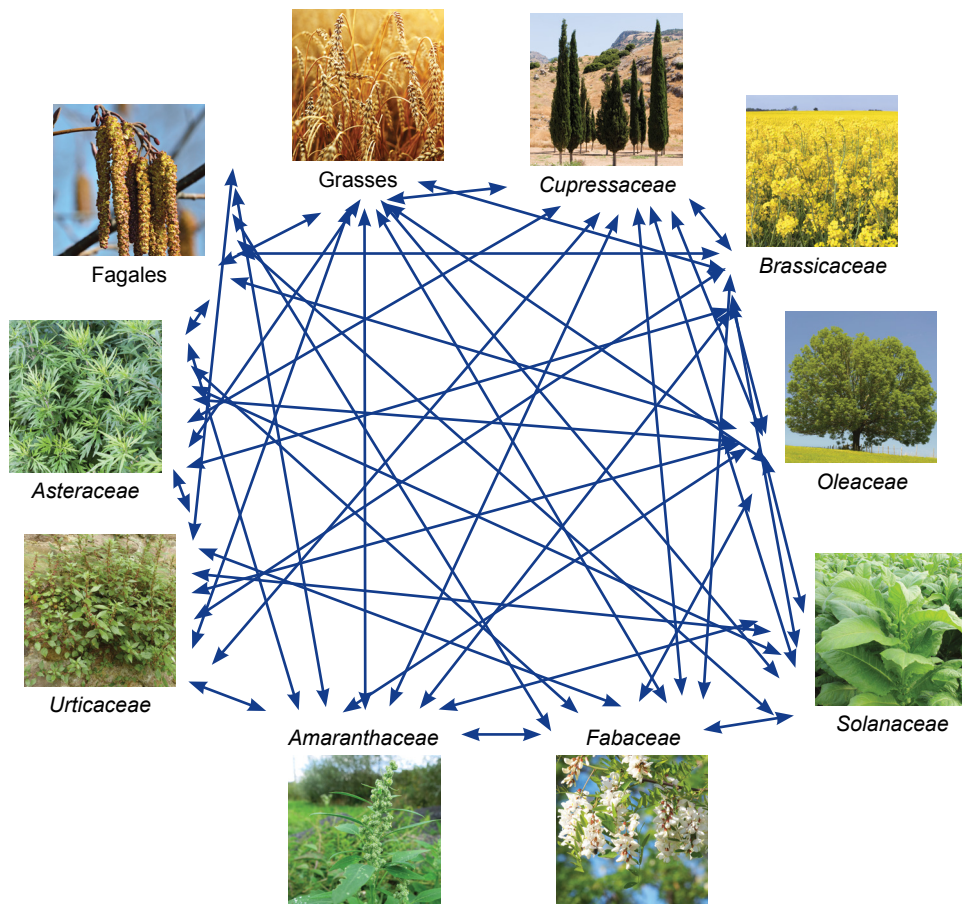 Grasses
Cupressaceae
Fagales
Brassicaceae
Asteraceae
Oleaceae
Urticaceae
Solanaceae
Amaranthaceae
Fabaceae